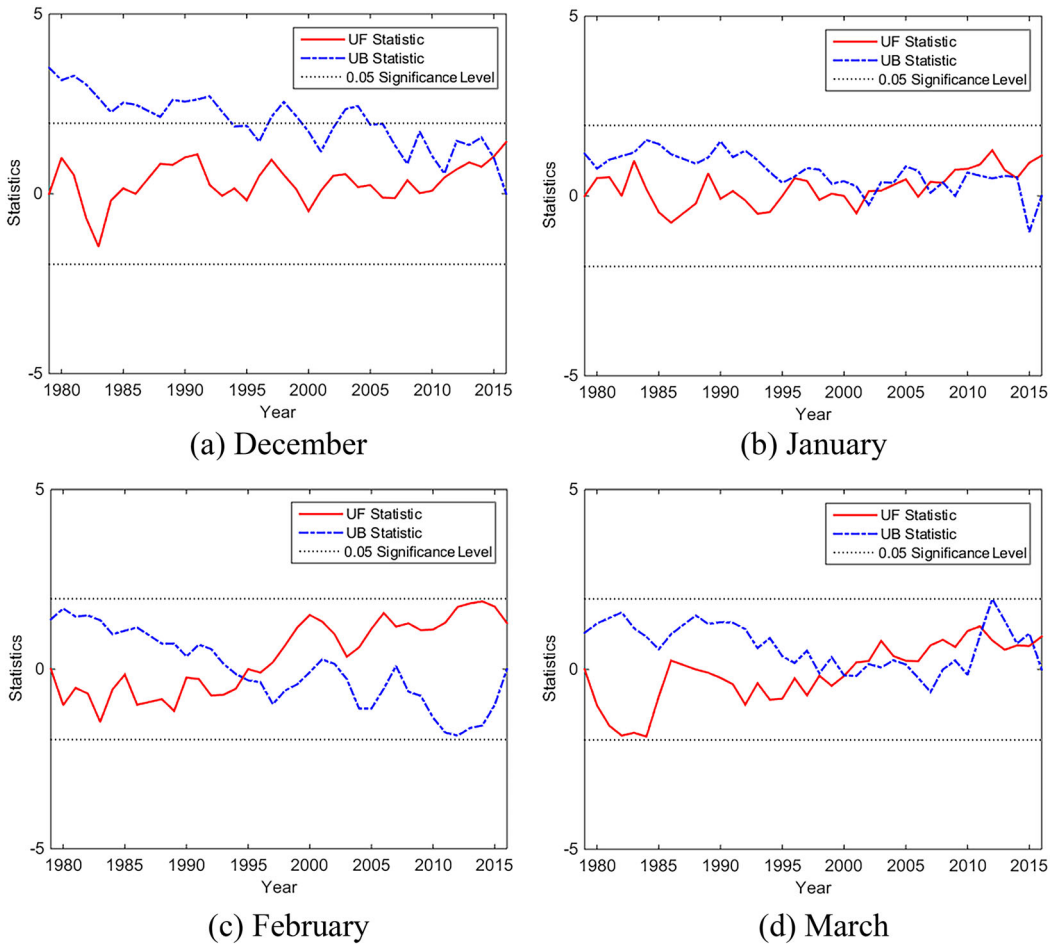 5
UF Statistic
UB Statistic
0.05 Significance Level
Statistics
0
-5
1980 1985 1990 1995 2000 2005 2010 2015
Year
(a) December
5
UF Statistic
UB Statistic
0.05 Significance Level
Statistics
0
-5
1980 1985 1990 1995 2000 2005 2010 2015
Year
(b) January
5
UF Statistic
UB Statistic
0.05 Significance Level
Statistics
0
-5
1980 1985 1990 1995 2000 2005 2010 2015
Year
(c) February
5
UF Statistic
UB Statistic
0.05 Significance Level
Statistics
0
-5
1980 1985 1990 1995 2000 2005 2010 2015
Year
(d) March